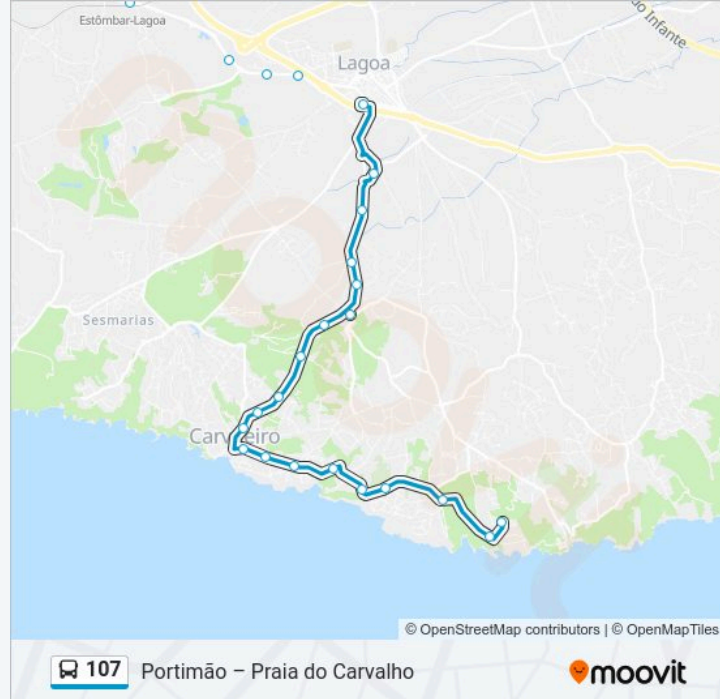 do Infante
Estômbar-Lagoa
Lagoa
Sesmarias
Carvoeiro
© OpenStreetMap contributors | © OpenMapTiles
107 Portimão – Praia do Carvalho
moovit